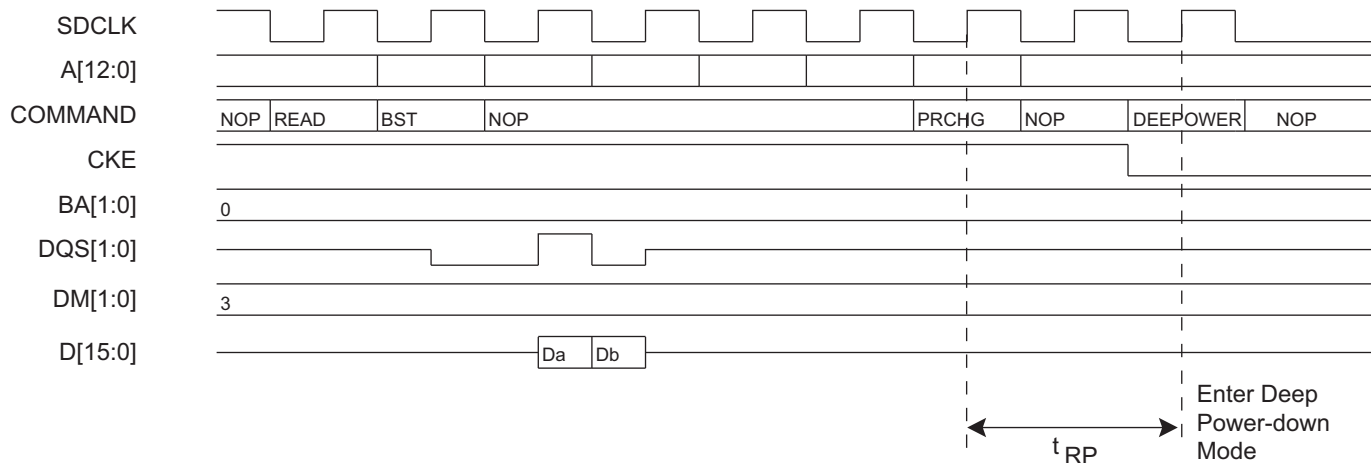 SDCLK
A[12:0]
COMMAND NOP READ BST NOP PRCHG NOP DEEPOWER NOP
CKE
BA[1:0] 0
DQS[1:0]
DM[1:0] 3
D[15:0] Da Db
t RP
Enter Deep
Power-down
Mode